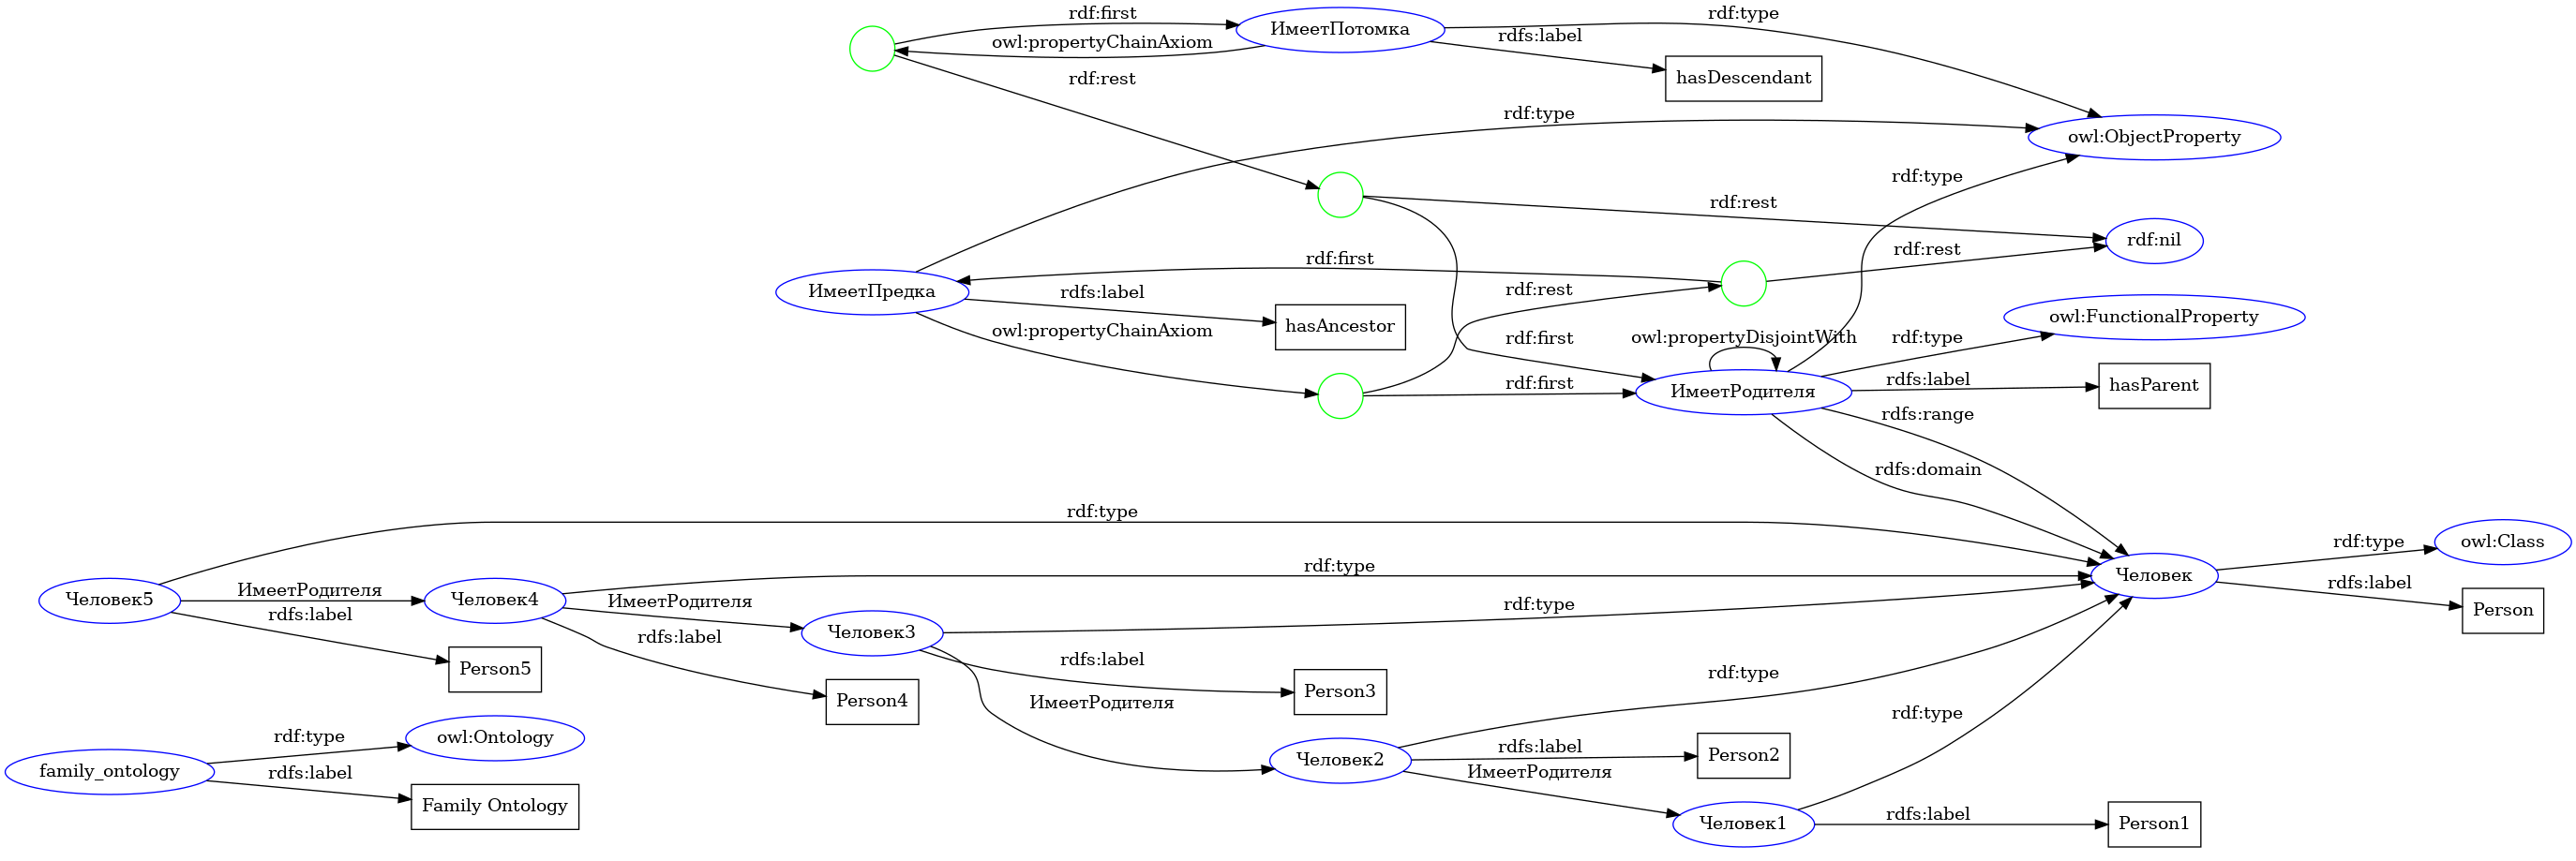 rdf:first
ИмеетПотомка
rdf:type
owl:propertyChainAxiom
rdfs:label
rdf:rest
hasDescendant
rdf:type
owl:ObjectProperty
rdf:type
rdf:rest
rdf:nil
rdf:first
rdf:rest
ИмеетПредка
rdfs:label
rdf:rest
hasAncestor
owl:propertyChainAxiom
owl:FunctionalProperty
rdf:first
owl:propertyDisjointWith
rdf:type
rdf:first
ИмеетРодителя
rdfs:label
hasParent
rdfs:range
rdfs:domain
rdf:type
owl:Class
rdf:type
rdf:type
Человек
rdfs:label
Person
Человек5
ИмеетРодителя
Человек4
ИмеетРодителя
rdf:type
rdfs:label
Человек3
rdfs:label
rdfs:label
Person5
rdf:type
Person4
ИмеетРодителя
Person3
rdf:type
family_ontology
rdf:type
owl:Ontology
rdfs:label
Family Ontology
Человек2
rdfs:label
Person2
ИмеетРодителя
Человек1
rdfs:label
Person1